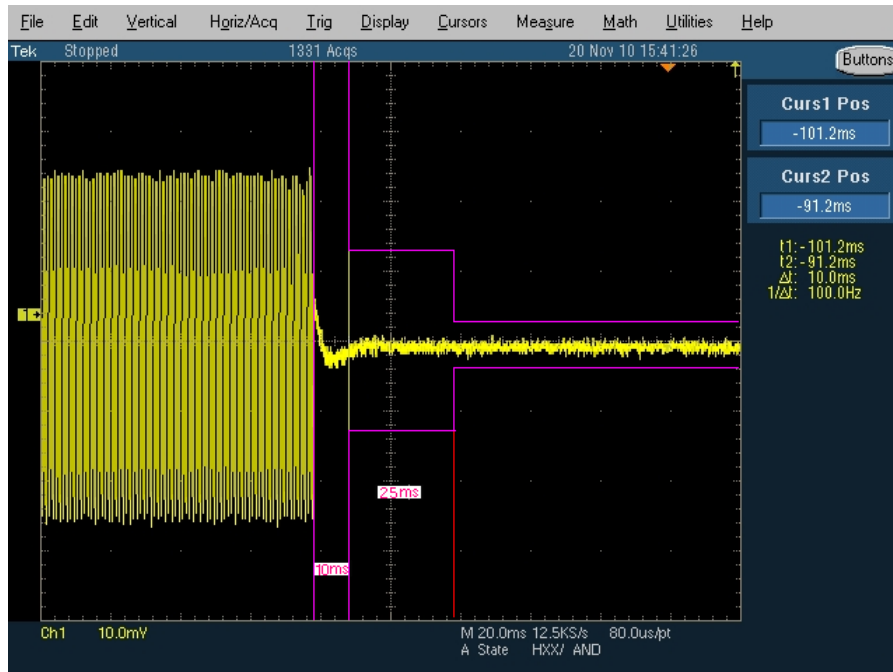 File Edit Vertical Horiz/Acq Trig Display Cursors Measure Math Utilities Help
Tek Stopped 1331 Acqs 20 Nov 10 15:41:26
Buttons
Curs1 Pos
-101.2ms
Curs2 Pos
-91.2ms
t1:-101.2ms
t2:-91.2ms
Δt: 10.0ms
1/Δt: 100.0Hz
1
25ms
10ms
Ch1 10.0mV
M 20.0ms 12.5KS/s 80.0us/pt
A State HXX/ AND